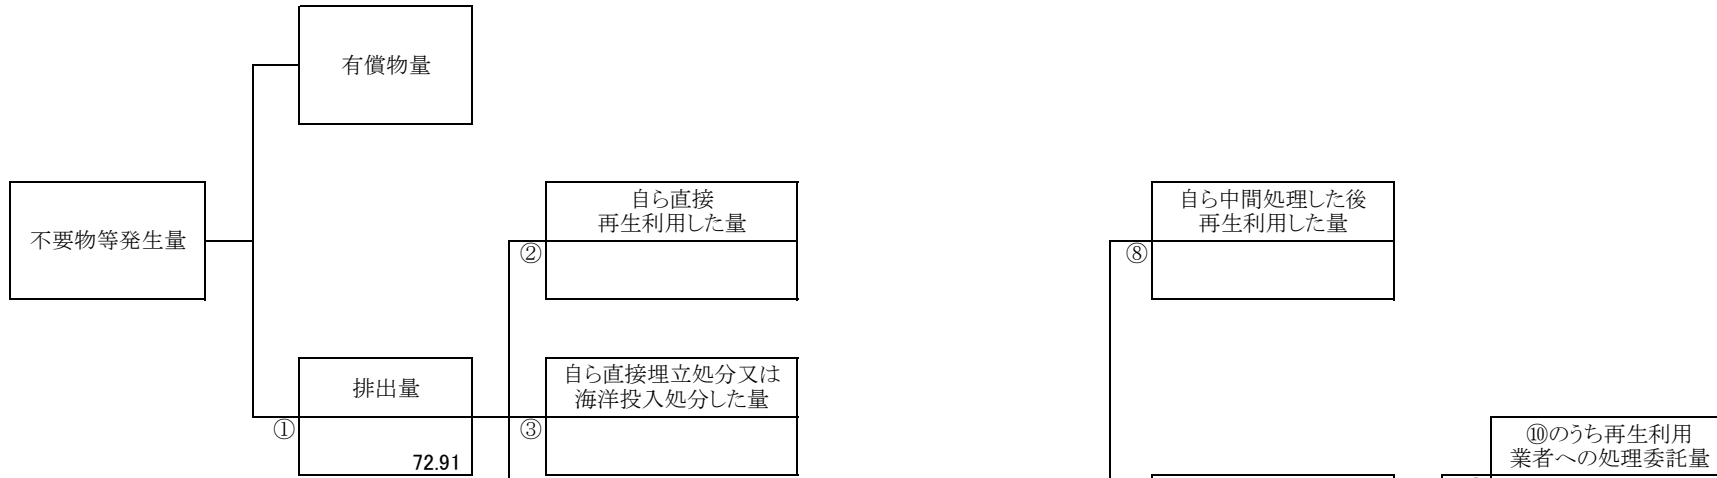 有償物量
不要物等発生量
自ら直接
再生利用した量
②
自ら中間処理した後
再生利用した量
⑧
排出量
①
72.91
自ら直接埋立処分又は
海洋投入処分した量
③
⑩のうち再生利用
業者への処理委託量